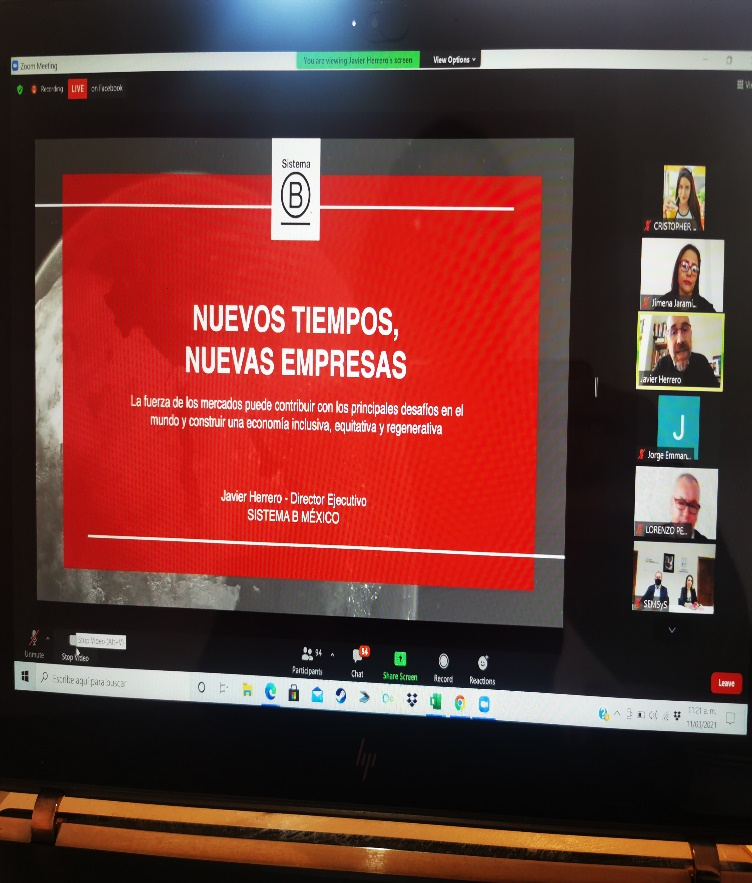 Zoom Meeting
You are viewing Javier Herrero's screen
View Options
Recording
LIVE
on Facebook
Sistema
B
NUEVOS TIEMPOS,
NUEVAS EMPRESAS
La fuerza de los mercados puede contribuir con los principales desafíos en el
mundo y construir una economía inclusiva, equitativa y regenerativa
Javier Herrero - Director Ejecutivo
SISTEMA B MÉXICO
CRISTOPHER ...
Jimena Jarami...
Javier Herrero
J
Jorge Emman...
LORENZO PE...
SEMSyS
Unmute
Stop Video (Alt+V)
Stop Video
Participants
94
Chat
Share Screen
Record
Reactions
Leave
Escribe aquí para buscar
11:21 a. m.
11/03/2021
hp